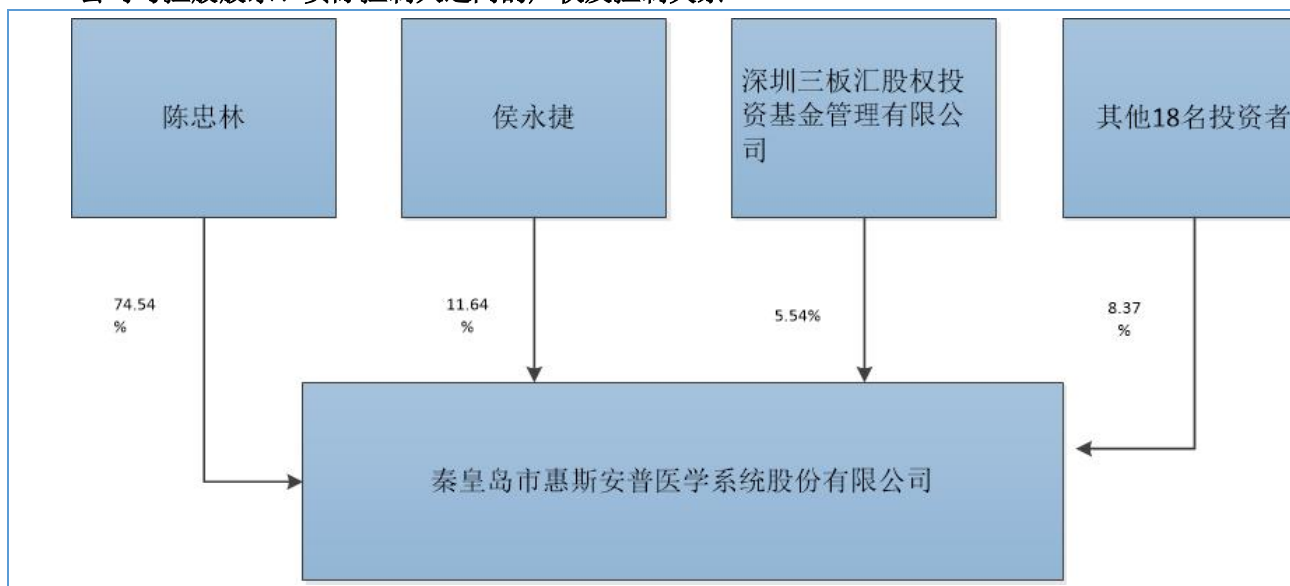 陈忠林
侯永捷
深圳三板汇股权投
资基金管理有限公
司
其他18名投资者
74.54
%
11.64
%
5.54%
8.37
%
秦皇岛市惠斯安普医学系统股份有限公司